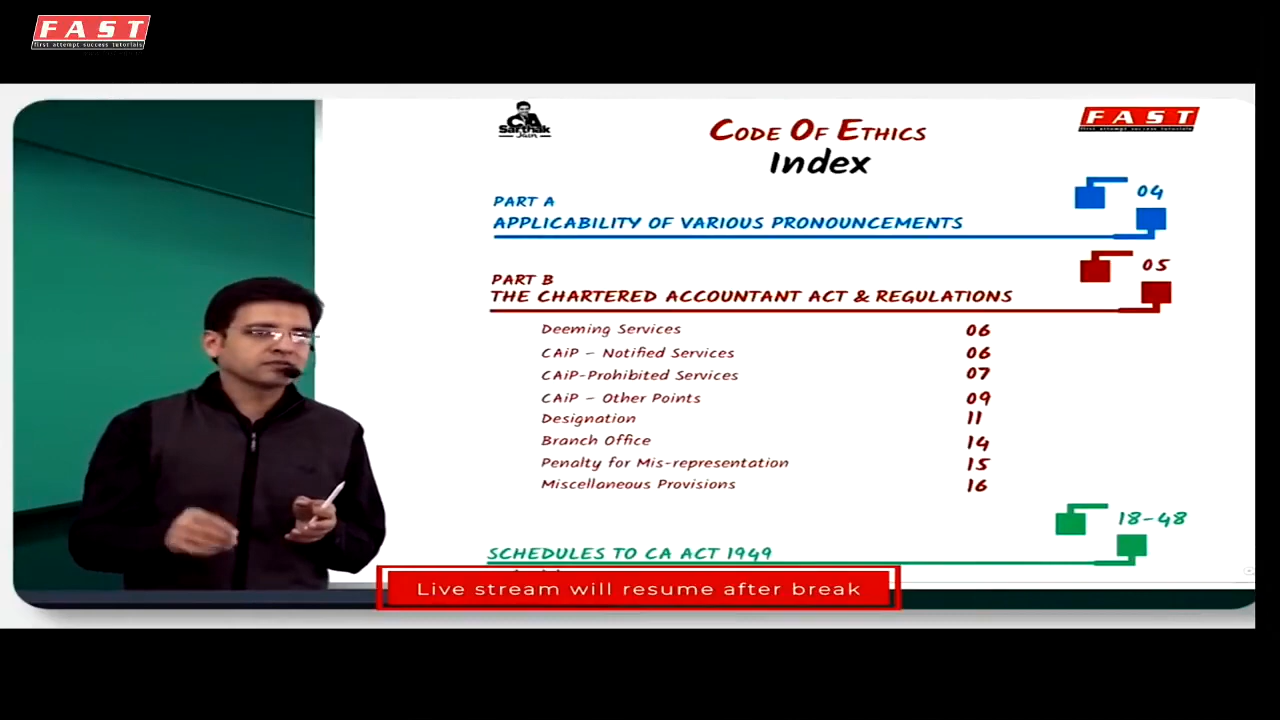 FAST
first attempt success tutorials
Sarthak
Jain
CODE OF ETHICS
Index
FAST
first attempt success tutorials
PART A
04
APPLICABILITY OF VARIOUS PRONOUNCEMENTS
PART B
05
THE CHARTERED ACCOUNTANT ACT & REGULATIONS
Deeming Services 06
CAiP – Notified Services 06
CAiP-Prohibited Services 07
CAiP – Other Points 09
Designation 11
Branch Office 14
Penalty for Mis-representation 15
Miscellaneous Provisions 16
18-48
SCHEDULES TO CA ACT 1949
Live stream will resume after break